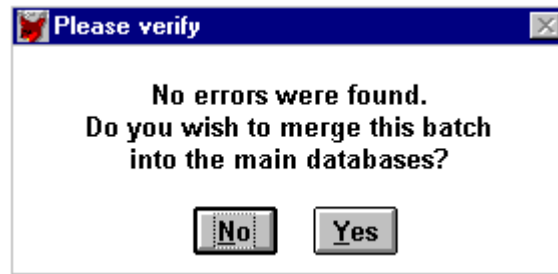 Please verify
No errors were found.
Do you wish to merge this batch
into the main databases?
No Yes